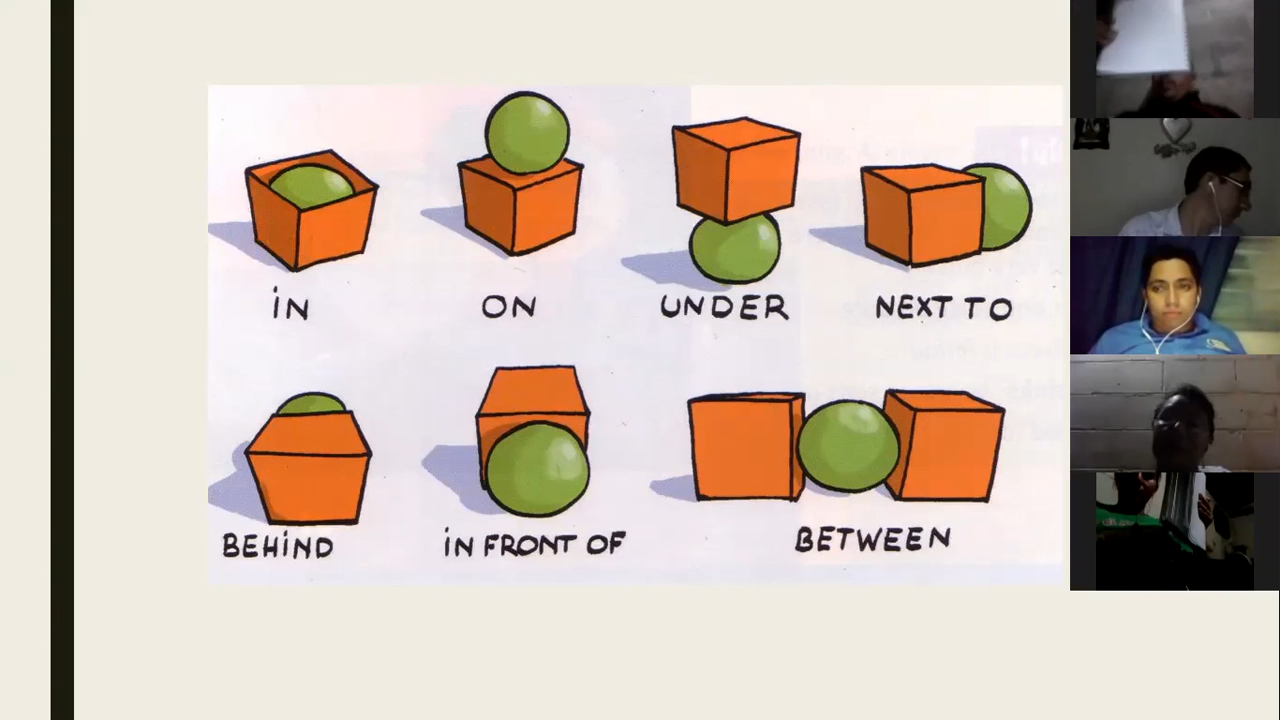 iN
ON
UNDER
NEXT TO
BEHiND
iN FRONT OF
BETWEEN